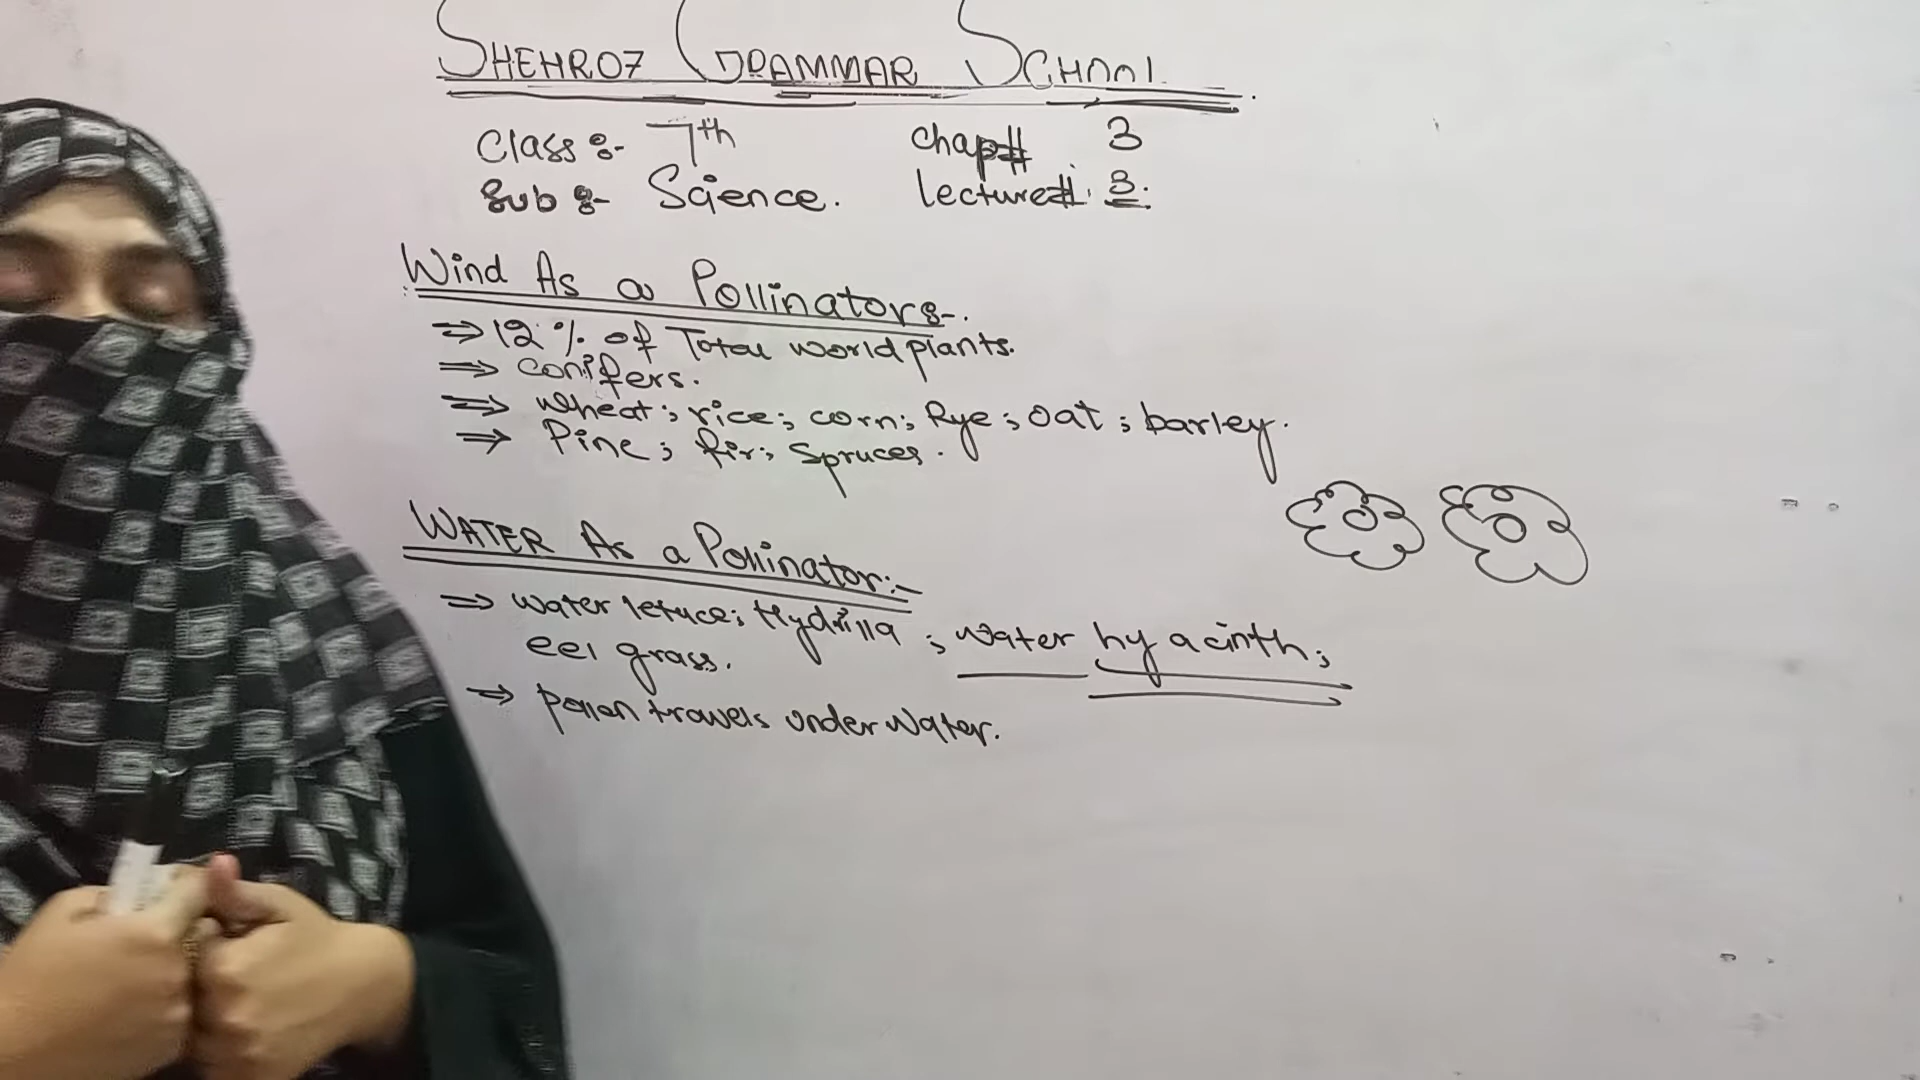 SHEHROZ GRAMMAR SCHOOL
Class:- 7th chap# 3
Sub:- Science. lecture#. 3.
Wind As a Pollinators-.
⇒ 12% of Total world plants.
⇒ conifers.
⇒ wheat; rice; corn; Rye; oat; barley.
⇒ Pine; fir; Spruces.
WATER As a Pollinator:-
⇒ water letuce; Hydrilla ; water hyacinth;
eel grass.
⇒ pollen travels under water.